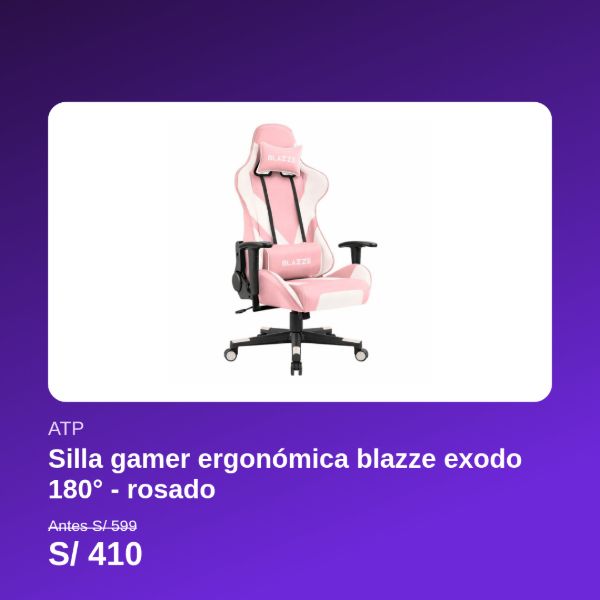 BLAZZE
BLAZZE
ATP
Silla gamer ergonómica blazze exodo
180° - rosado
Antes S/ 599
S/ 410